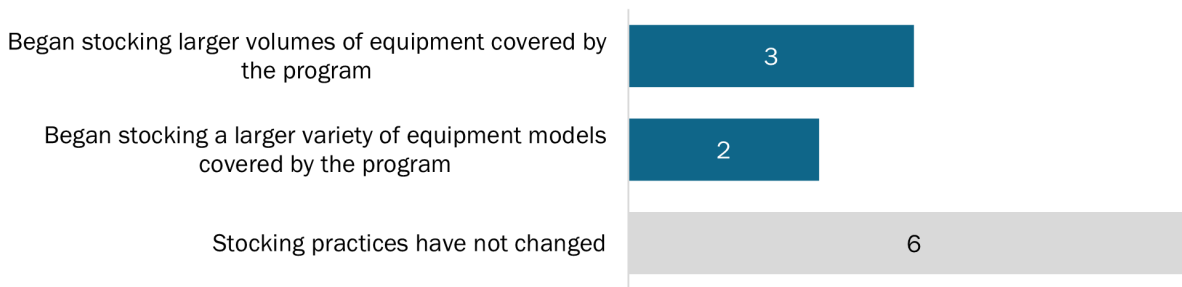 Began stocking larger volumes of equipment covered by
the program
3
Began stocking a larger variety of equipment models
covered by the program
2
Stocking practices have not changed
6